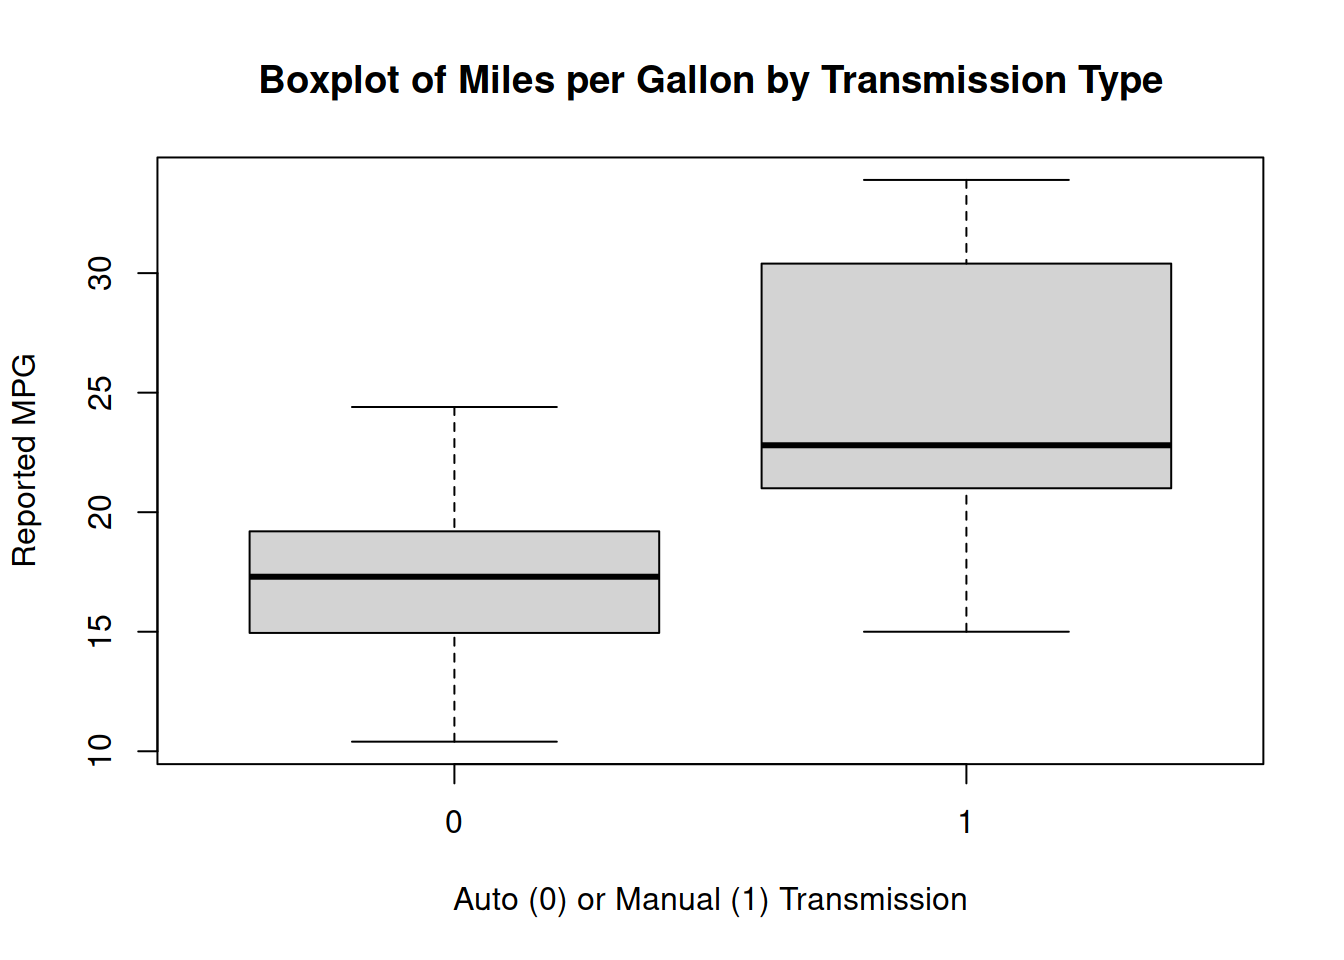 Boxplot of Miles per Gallon by Transmission Type
Reported MPG
30
25
20
15
10
0
1
Auto (0) or Manual (1) Transmission